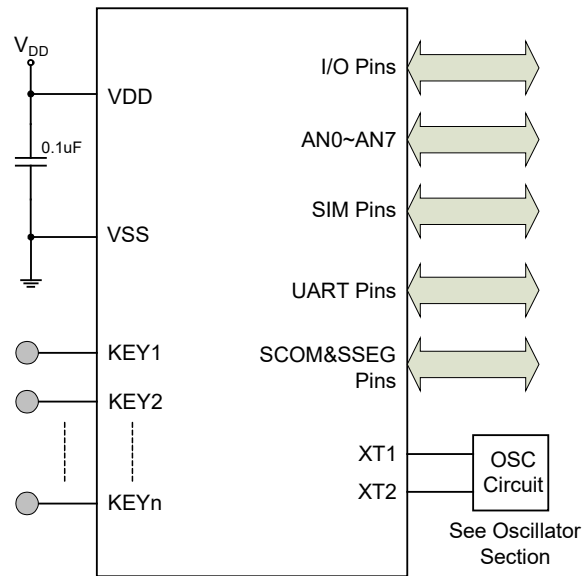 V_DD
VDD
0.1uF
VSS
KEY1
KEY2
KEYn
I/O Pins
AN0~AN7
SIM Pins
UART Pins
SCOM&SSEG
Pins
XT1
XT2
OSC
Circuit
See Oscillator
Section